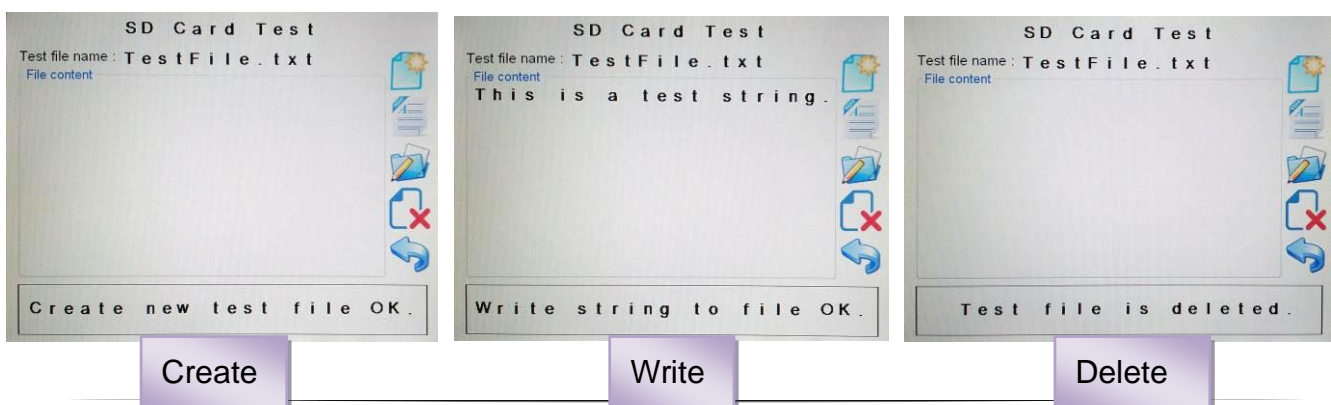 SD Card Test
Test file name : TestFile.txt
File content
Create new test file OK.
Create
SD Card Test
Test file name : TestFile.txt
File content
This is a test string.
Write string to file OK.
Write
SD Card Test
Test file name : TestFile.txt
File content
Test file is deleted.
Delete